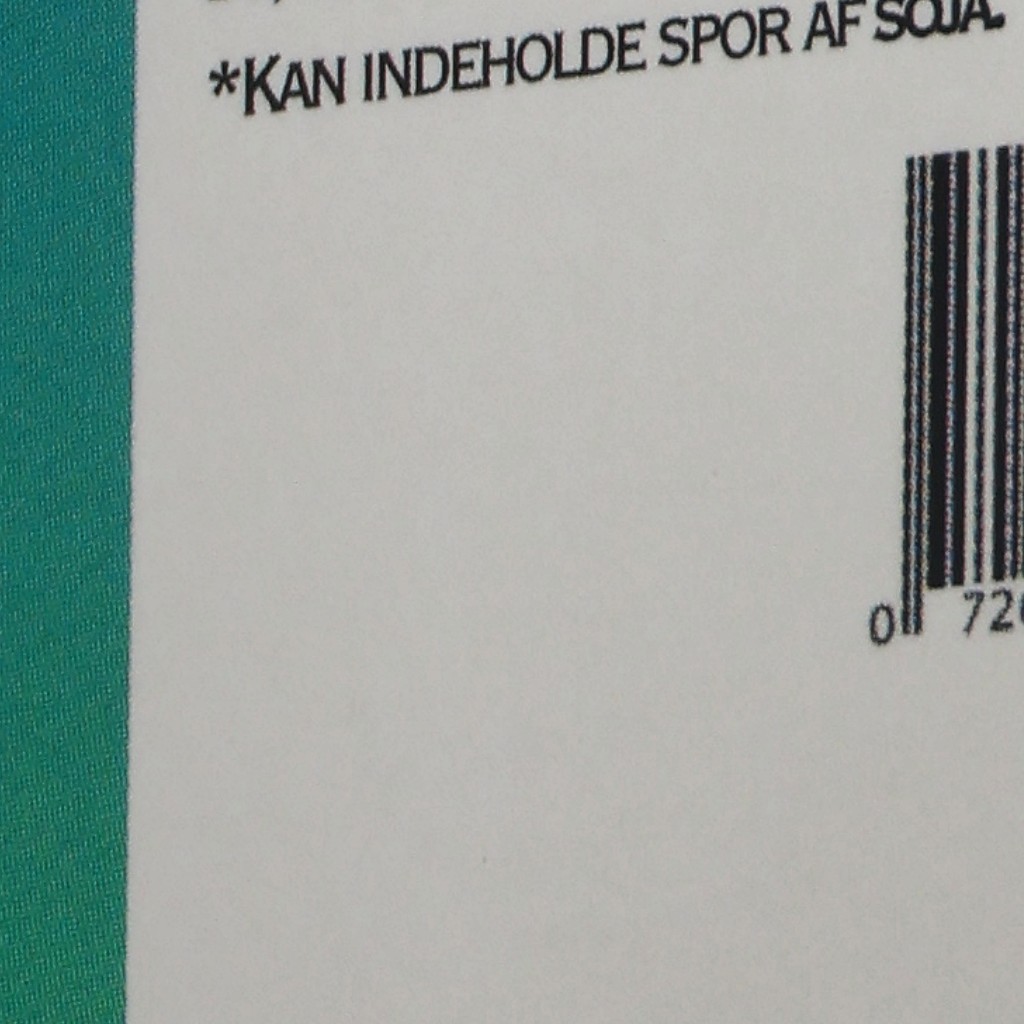 *KAN INDEHOLDE SPOR AF SOJA.
0 72